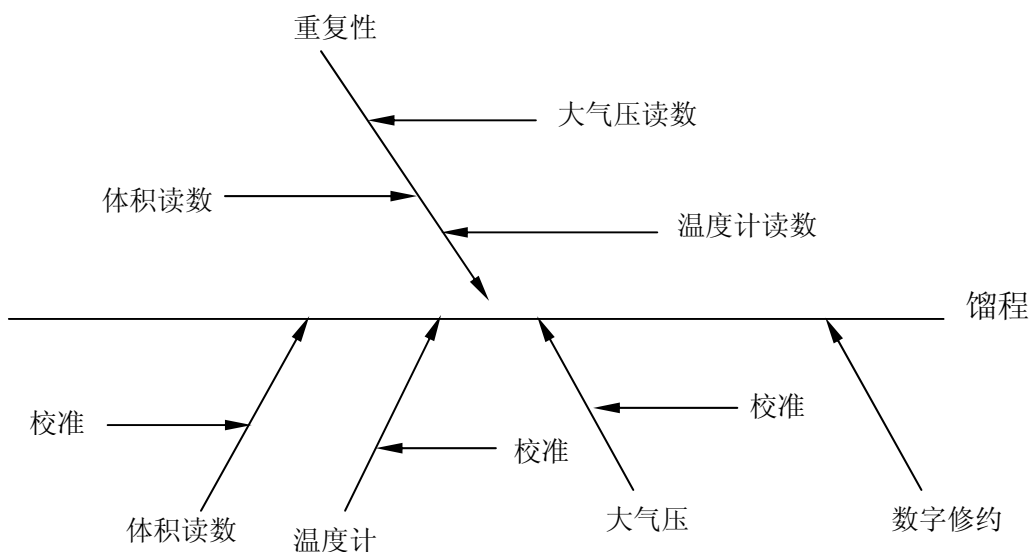 重复性
大气压读数
体积读数
温度计读数
馏程
校准
校准
校准
体积读数
温度计
大气压
数字修约